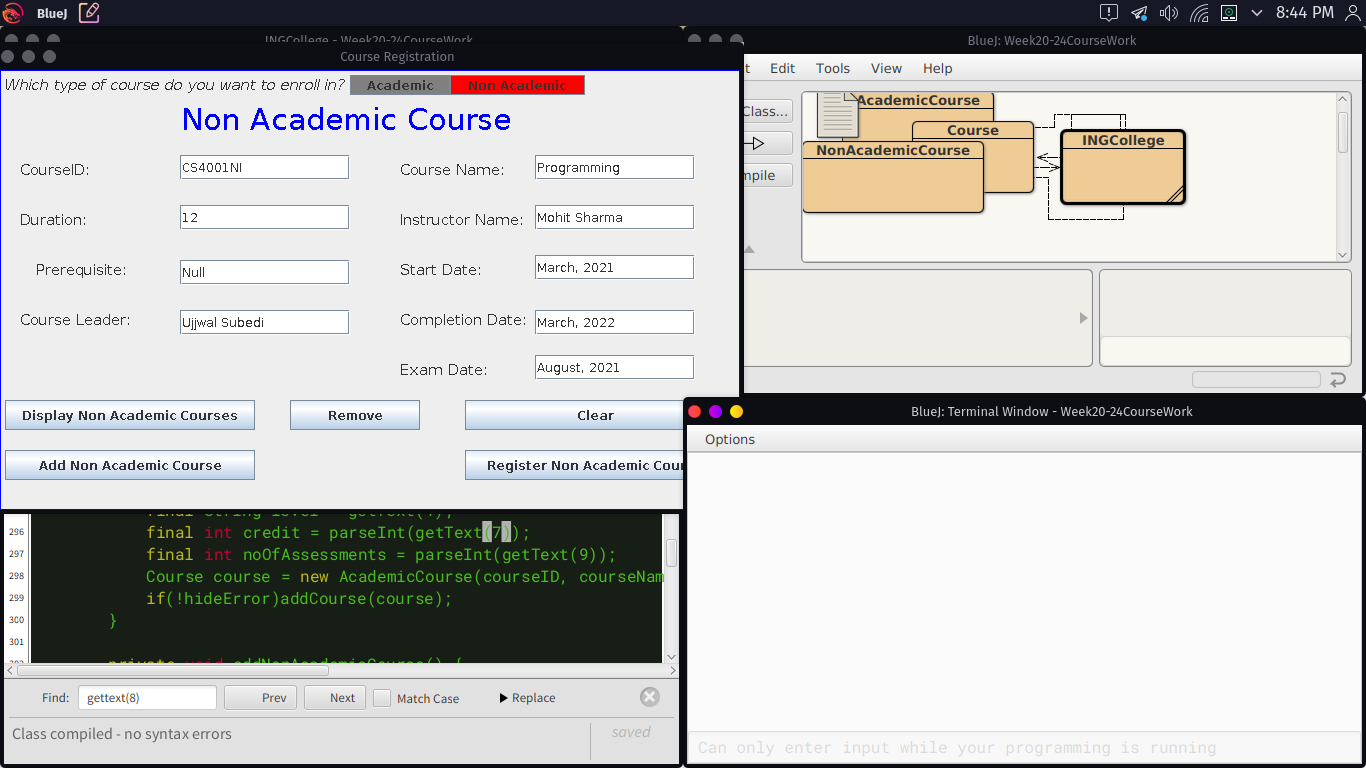 BlueJ
8:44 PM
INGCollege - Week20-24CourseWork
BlueJ: Week20-24CourseWork
Course Registration
t Edit Tools View Help
Which type of course do you want to enroll in? Academic Non Academic
Non Academic Course
CourseID: CS4001NI Course Name: Programming
Duration: 12 Instructor Name: Mohit Sharma
Prerequisite: Null Start Date: March, 2021
Course Leader: Ujjwal Subedi Completion Date: March, 2022
Exam Date: August, 2021
Display Non Academic Courses Remove Clear
Add Non Academic Course Register Non Academic Cour
Class...
mpile
AcademicCourse
Course
NonAcademicCourse
INGCollege
296 final int credit = parseInt(getText(7));
297 final int noOfAssessments = parseInt(getText(9));
298 Course course = new AcademicCourse(courseID, courseNam
299 if(!hideError)addCourse(course);
300 }
301
private void addNonAcademicCourse() {
Find: gettext(8) Prev Next Match Case Replace
Class compiled - no syntax errors saved
BlueJ: Terminal Window - Week20-24CourseWork
Options
Can only enter input while your programming is running